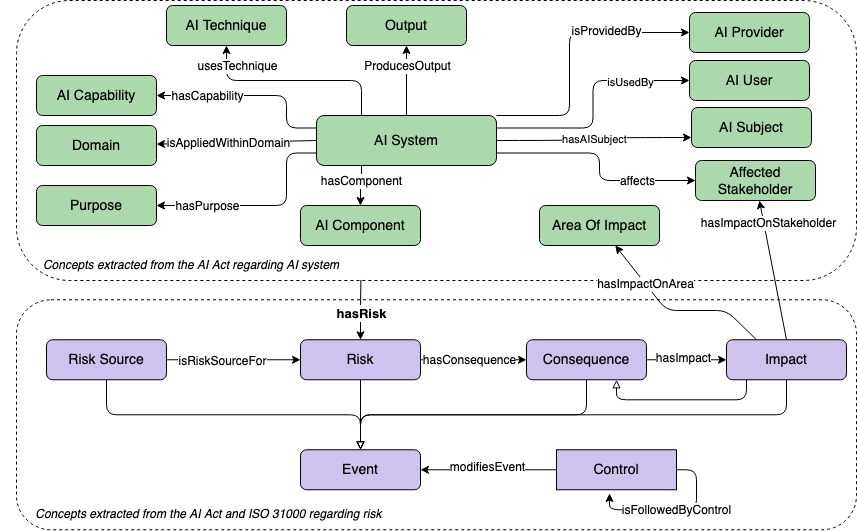 AI Technique
Output
isProvidedBy
AI Provider
usesTechnique
ProducesOutput
AI Capability
hasCapability
isUsedBy
AI User
Domain
isAppliedWithinDomain
AI System
hasAISubject
AI Subject
hasComponent
affects
Affected
Stakeholder
Purpose
hasPurpose
AI Component
Area Of Impact
hasImpactOnStakeholder
Concepts extracted from the AI Act regarding AI system
hasImpactOnArea
hasRisk
Risk Source
isRiskSourceFor
Risk
hasConsequence
Consequence
hasImpact
Impact
Event
modifiesEvent
Control
isFollowedByControl
Concepts extracted from the AI Act and ISO 31000 regarding risk